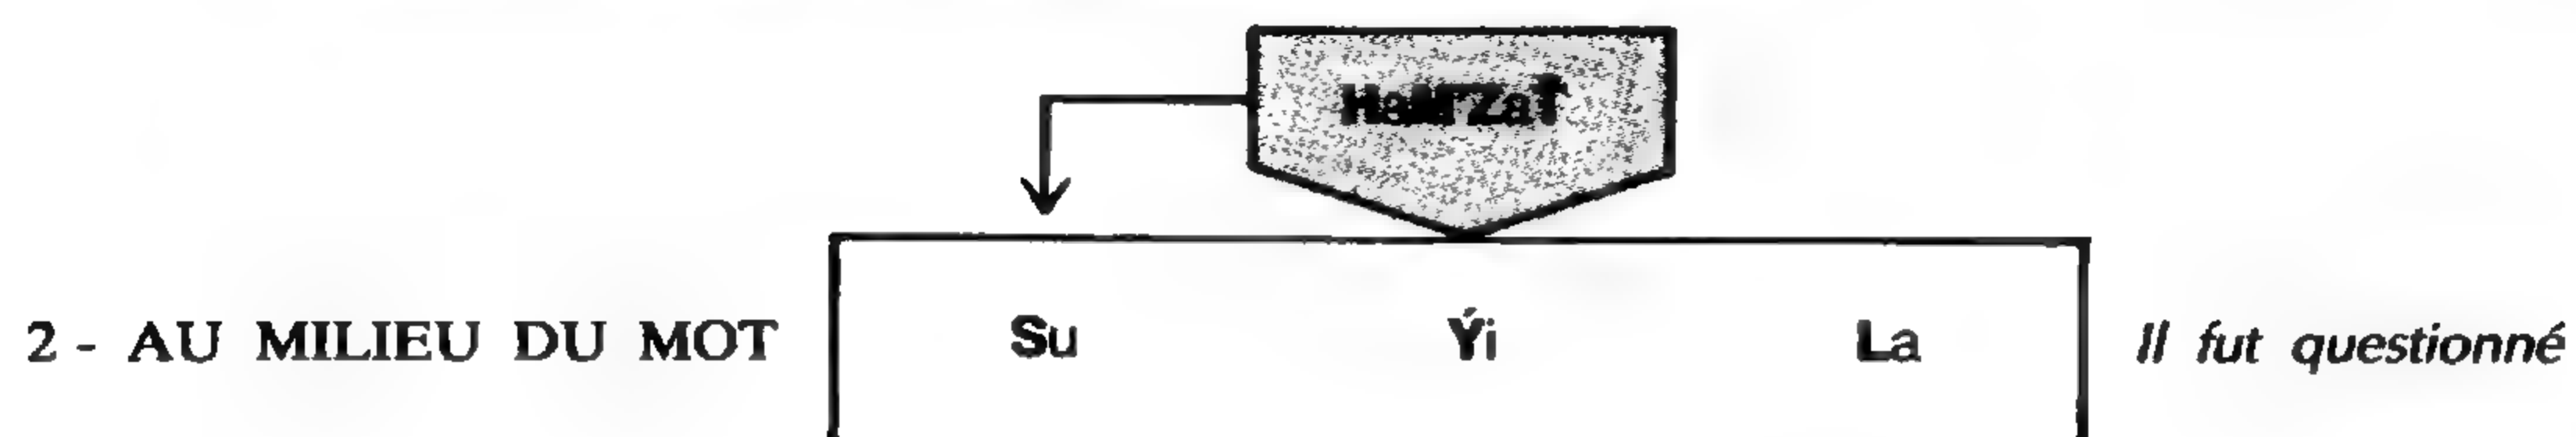 HaMZaT
2 - AU MILIEU DU MOT Su Ýi La Il fut questionné